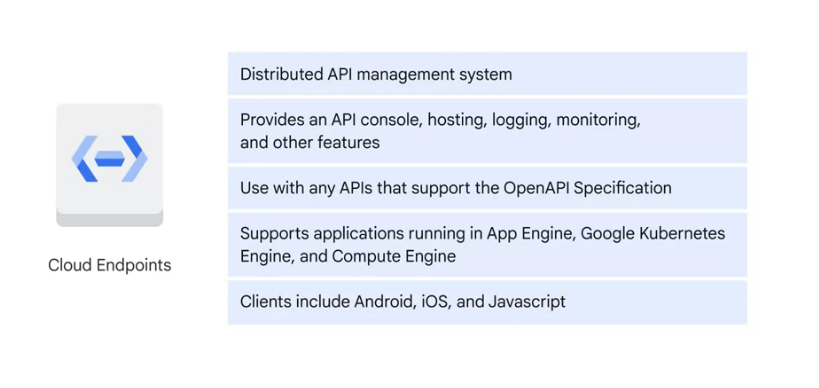 Distributed API management system
Provides an API console, hosting, logging, monitoring,
and other features
Use with any APIs that support the OpenAPI Specification
Supports applications running in App Engine, Google Kubernetes
Engine, and Compute Engine
Clients include Android, iOS, and Javascript
Cloud Endpoints